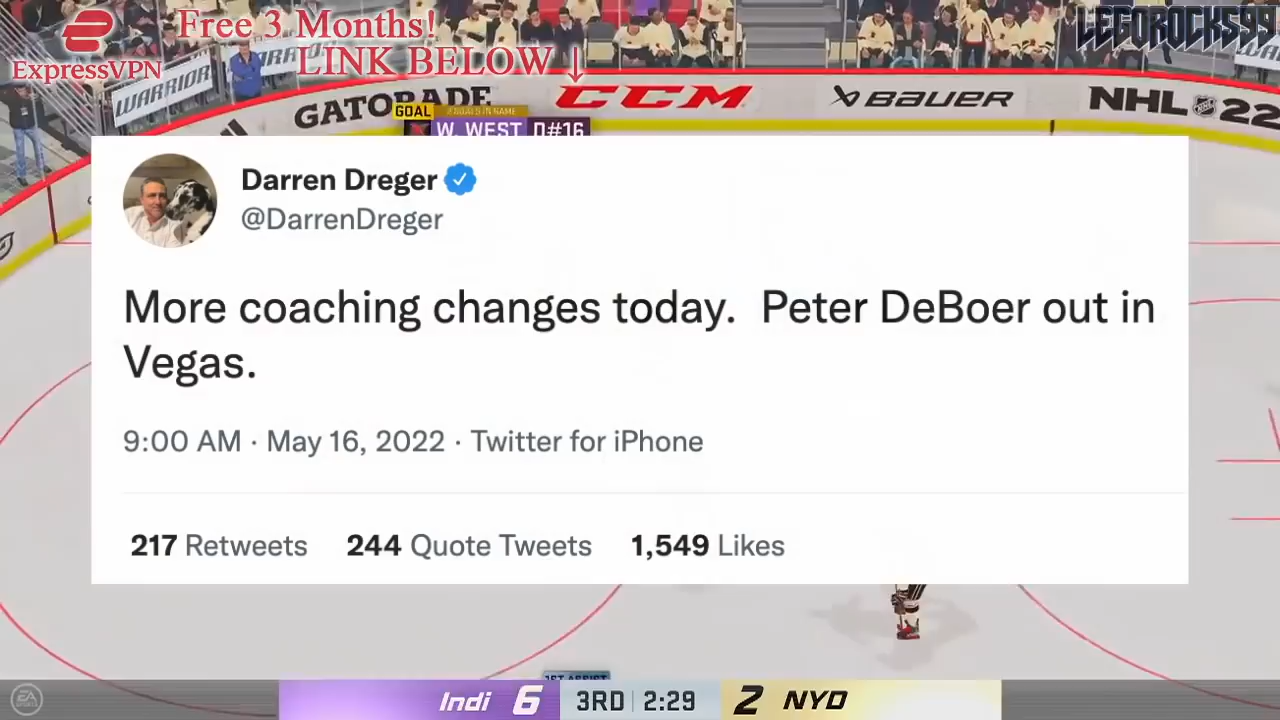 Free 3 Months!
LINK BELOW ↓
ExpressVPN
LEGOROCKS99
WARRIOR
GATORADE
CCM
BAUER
NHL 22
GOAL
W. WEST D#16
Darren Dreger
@DarrenDreger
More coaching changes today. Peter DeBoer out in
Vegas.
9:00 AM · May 16, 2022 · Twitter for iPhone
217 Retweets 244 Quote Tweets 1,549 Likes
1ST ASSIST
Indi 6 3RD 2:29 2 NYD